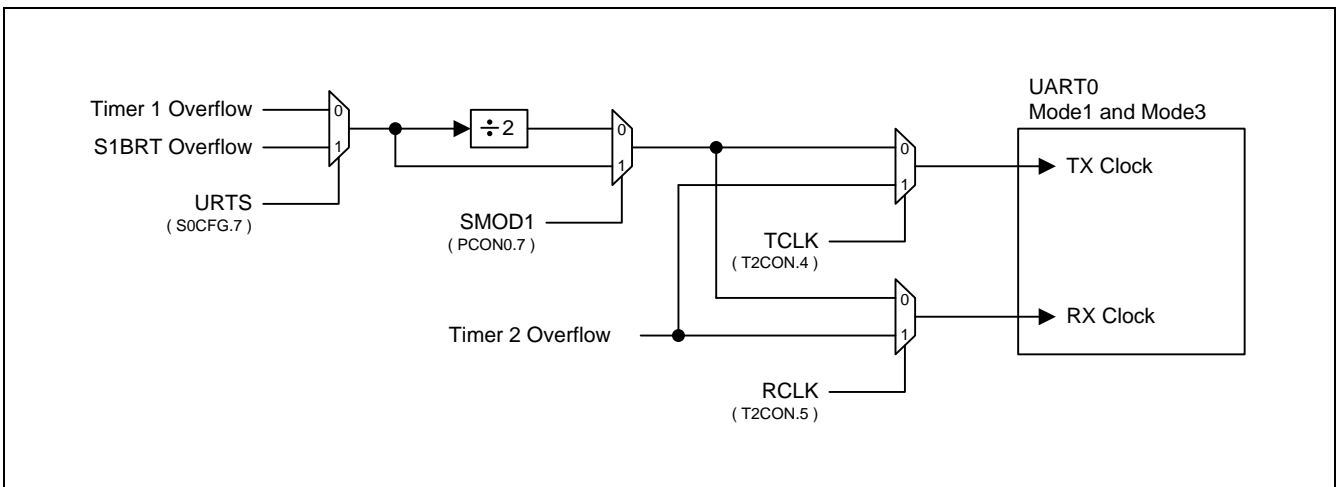 UART0
Mode1 and Mode3
Timer 1 Overflow
0
S1BRT Overflow
1
÷2
0
1
0
1
TX Clock
URTS
( S0CFG.7 )
SMOD1
( PCON0.7 )
TCLK
( T2CON.4 )
0
1
RX Clock
Timer 2 Overflow
RCLK
( T2CON.5 )